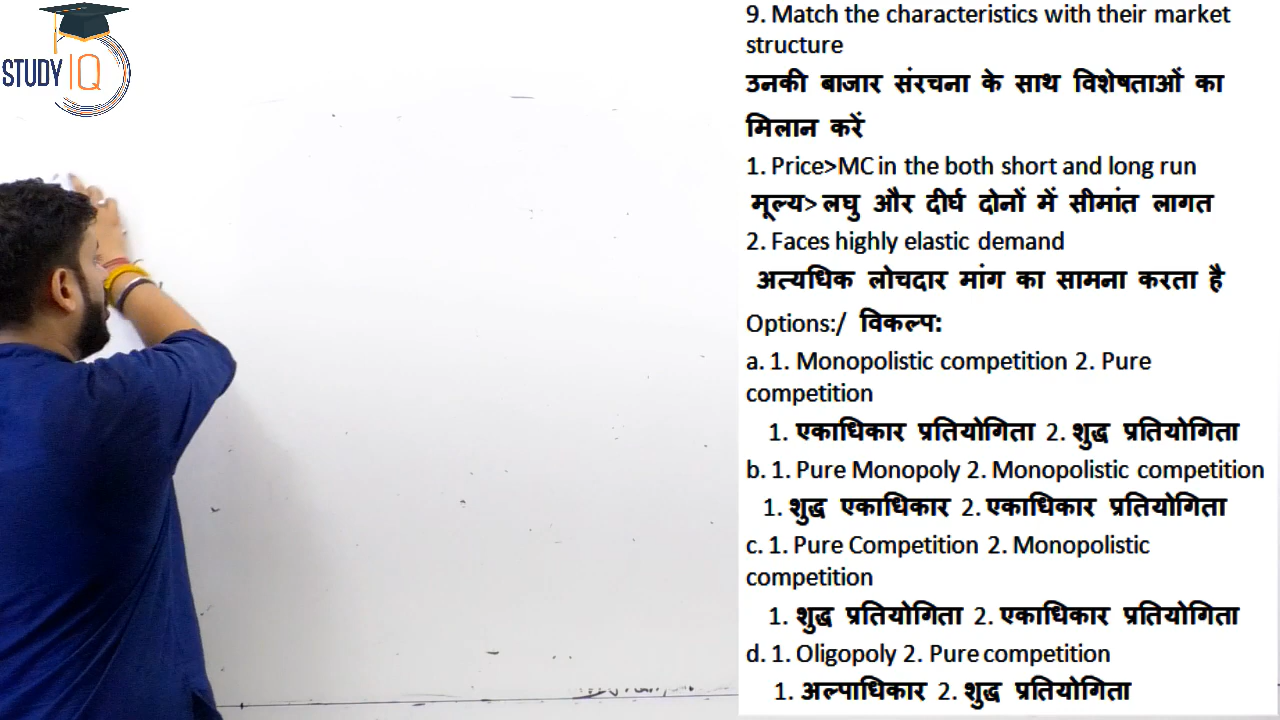 STUDY IQ
9. Match the characteristics with their market
structure
उनकी बाजार संरचना के साथ विशेषताओं का
मिलान करें
1. Price>MC in the both short and long run
मूल्य> लघु और दीर्घ दोनों में सीमांत लागत
2. Faces highly elastic demand
अत्यधिक लोचदार मांग का सामना करता है
Options:/ विकल्प:
a. 1. Monopolistic competition 2. Pure
competition
1. एकाधिकार प्रतियोगिता 2. शुद्ध प्रतियोगिता
b. 1. Pure Monopoly 2. Monopolistic competition
1. शुद्ध एकाधिकार 2. एकाधिकार प्रतियोगिता
c. 1. Pure Competition 2. Monopolistic
competition
1. शुद्ध प्रतियोगिता 2. एकाधिकार प्रतियोगिता
d. 1. Oligopoly 2. Pure competition
1. अल्पाधिकार 2. शुद्ध प्रतियोगिता